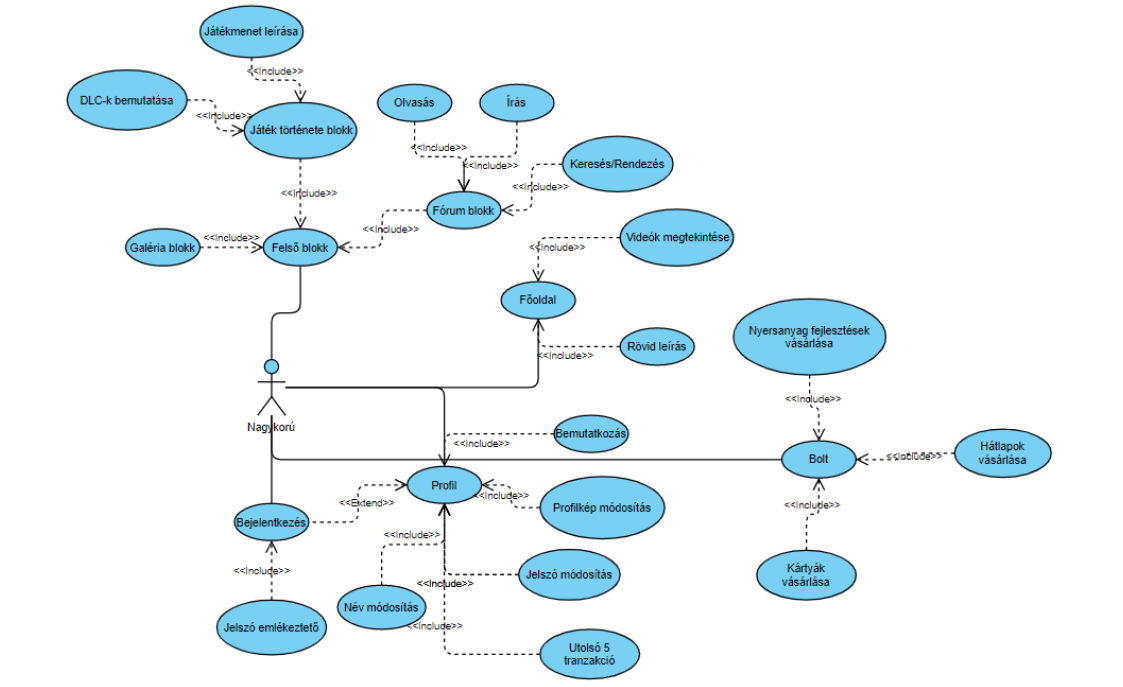 Játékmenet leírása
<<Include>>
DLC-k bemutatása
<<Include>>
Játék története blokk
Olvasás
Írás
<<Include>>
<<Include>>
Keresés/Rendezés
<<Include>>
<<Include>>
Fórum blokk
<<Include>>
Galéria blokk
<<Include>>
Felső blokk
Videók megtekintése
<<Include>>
Főoldal
Rövid leírás
<<Include>>
Nyersanyag fejlesztések
vásárlása
<<Include>>
Nagykorú
Bemutatkozás
<<Include>>
Bolt
<<Include>>
Hátlapok
vásárlása
Profil
<<Include>>
<<Extend>>
Profilkép módosítás
<<Include>>
Bejelentkezés
<<Include>>
<<Include>>
Jelszó módosítás
<<Include>>
Kártyák
vásárlása
Név módosítás
<<Include>>
Jelszó emlékeztető
Utolsó 5
tranzakció